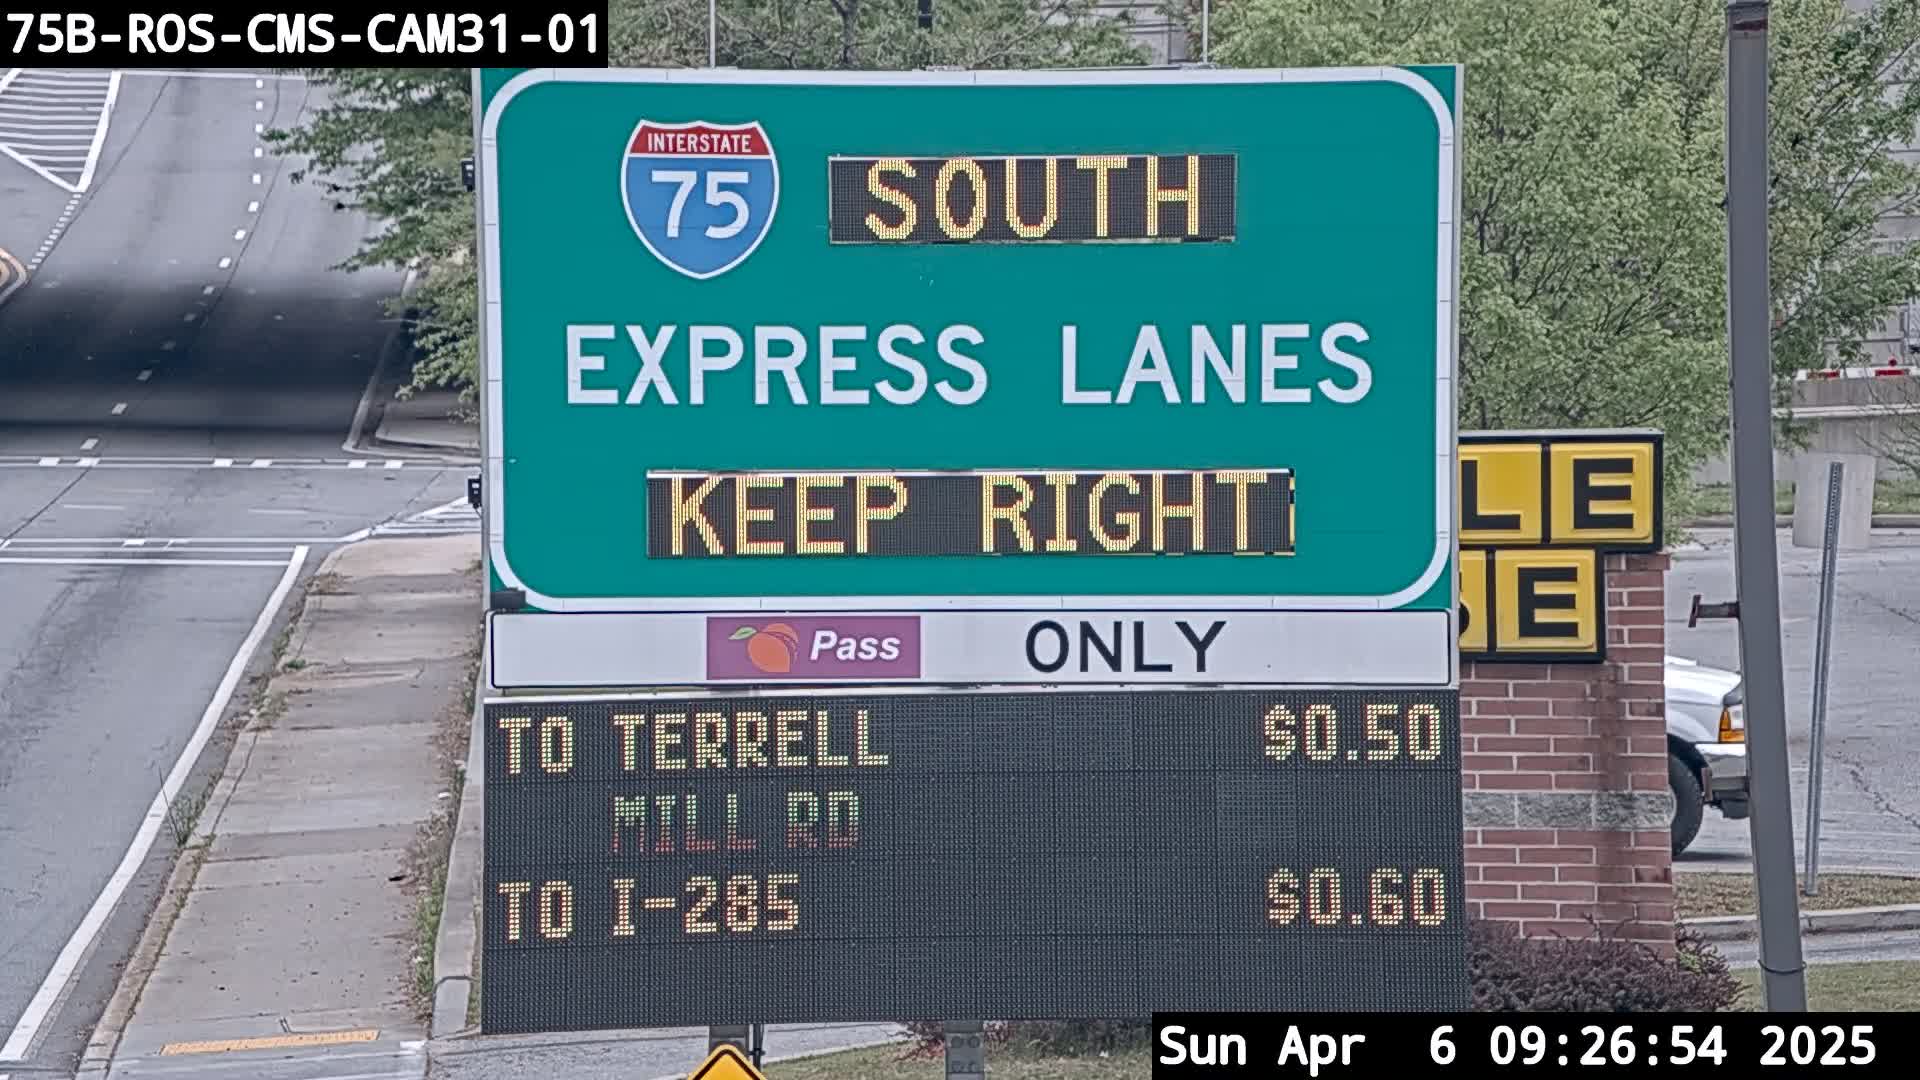 75B-ROS-CMS-CAM31-01
INTERSTATE
75
SOUTH
EXPRESS LANES
KEEP RIGHT
Pass ONLY
TO TERRELL $0.50
MILL RD
TO I-285 $0.60
LE
E
Sun Apr 6 09:26:54 2025